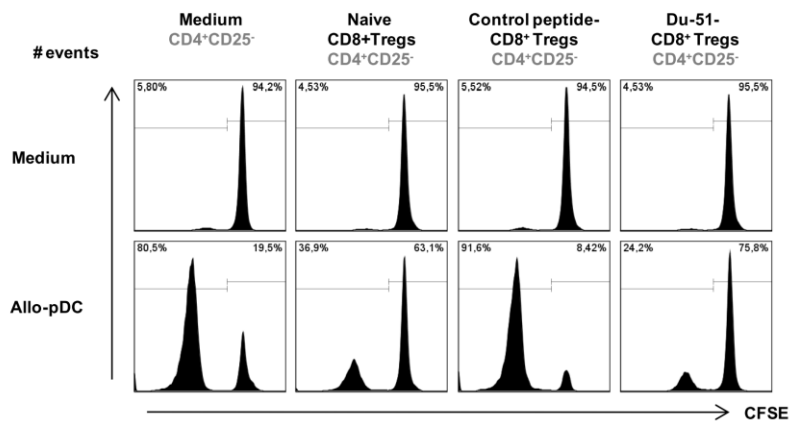 Medium
CD4⁺CD25⁻
Naive
CD8+Tregs
CD4⁺CD25⁻
Control peptide-
CD8⁺ Tregs
CD4⁺CD25⁻
Du-51-
CD8⁺ Tregs
CD4⁺CD25⁻
# events
Medium
5,80% 94,2%
4,53% 95,5%
5,52% 94,5%
4,53% 95,5%
Allo-pDC
80,5% 19,5%
36,9% 63,1%
91,6% 8,42%
24,2% 75,8%
CFSE